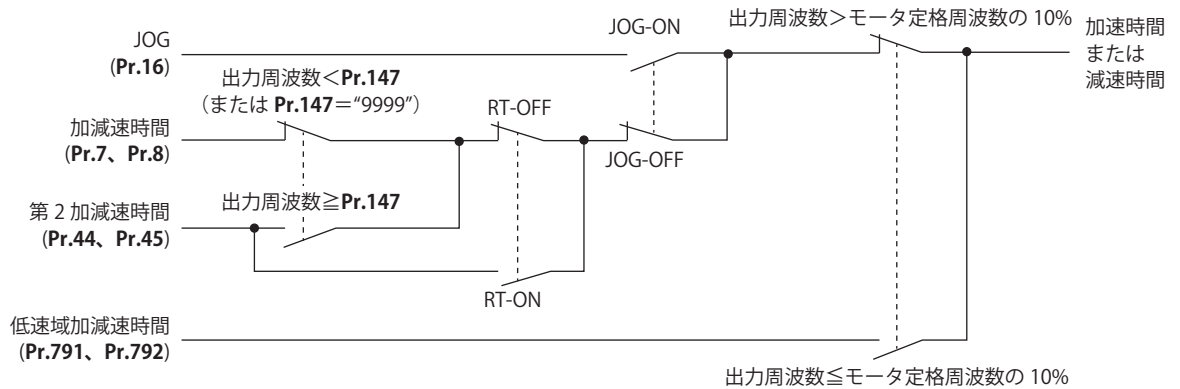 JOG
(Pr.16)
JOG-ON
出力周波数＞モータ定格周波数の 10%
加速時間
または
減速時間
出力周波数＜Pr.147
（または Pr.147＝“9999”）
RT-OFF
加減速時間
(Pr.7、Pr.8)
JOG-OFF
出力周波数≧Pr.147
第 2 加減速時間
(Pr.44、Pr.45)
RT-ON
低速域加減速時間
(Pr.791、Pr.792)
出力周波数≦モータ定格周波数の 10%